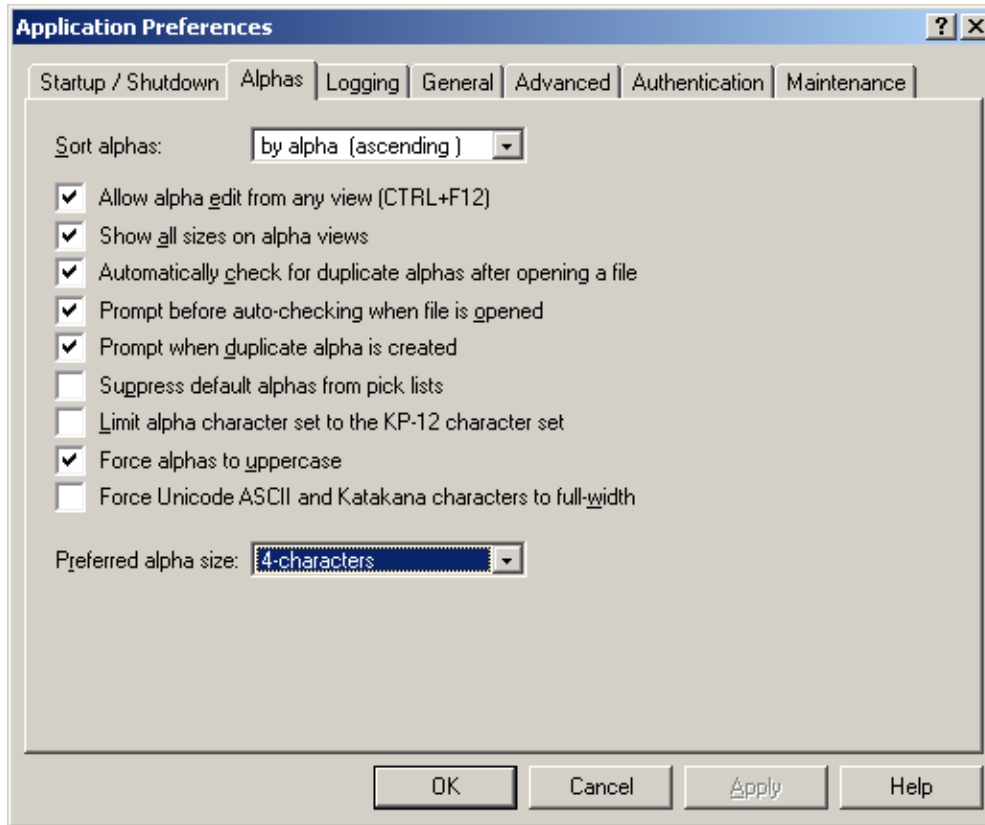 Application Preferences
Startup / Shutdown Alphas Logging General Advanced Authentication Maintenance
Sort alphas: by alpha (ascending )
Allow alpha edit from any view (CTRL+F12)
Show all sizes on alpha views
Automatically check for duplicate alphas after opening a file
Prompt before auto-checking when file is opened
Prompt when duplicate alpha is created
Suppress default alphas from pick lists
Limit alpha character set to the KP-12 character set
Force alphas to uppercase
Force Unicode ASCII and Katakana characters to full-width
Preferred alpha size: 4-characters
OK Cancel Apply Help